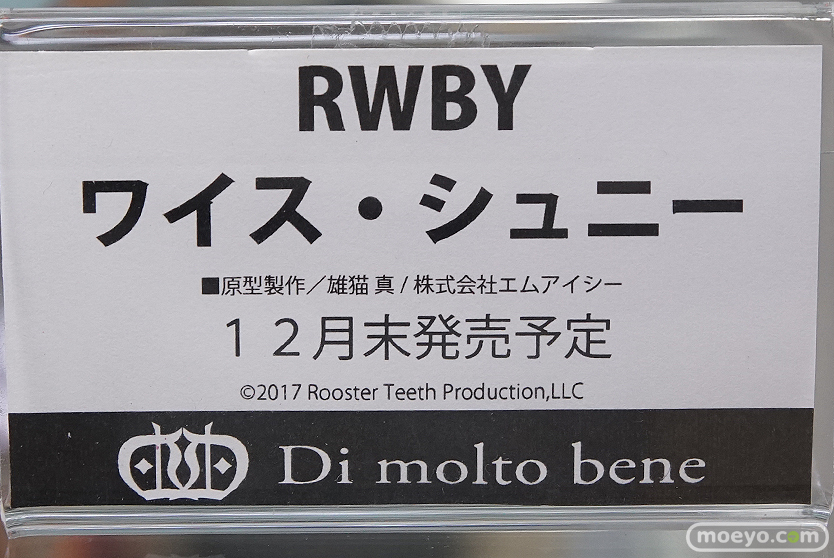 RWBY
ワイス・シュニー
■原型製作／雄猫 真 / 株式会社エムアイシー
１２月末発売予定
©2017 Rooster Teeth Production,LLC
Di molto bene
moeyo.com